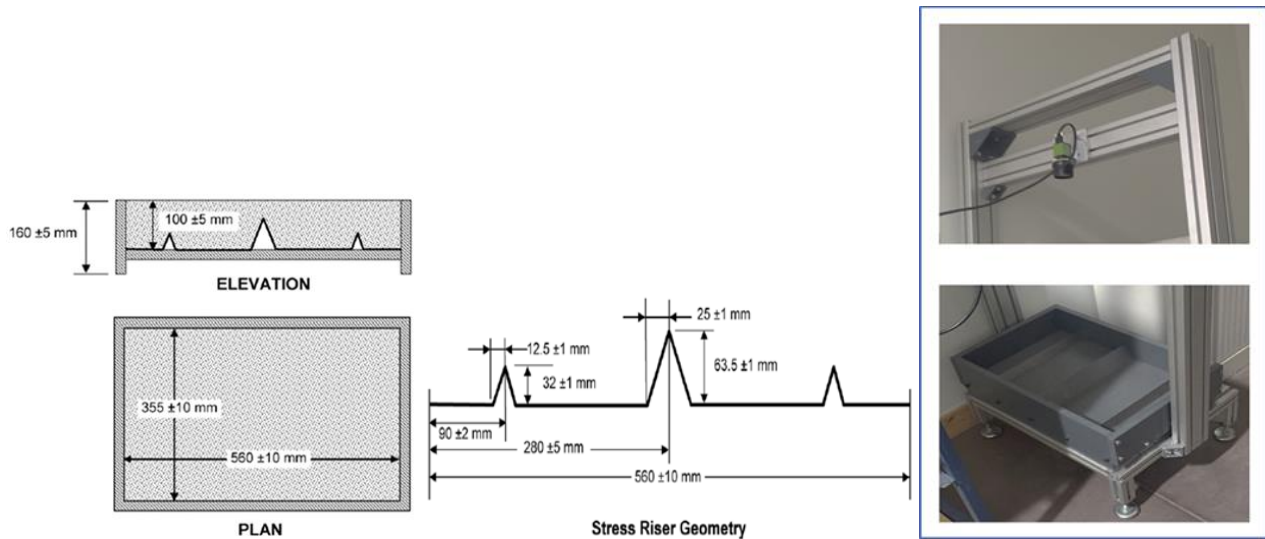 160 ±5 mm
100 ±5 mm
ELEVATION
355 ±10 mm
560 ±10 mm
PLAN
25 ±1 mm
12.5 ±1 mm
32 ±1 mm
63.5 ±1 mm
90 ±2 mm
280 ±5 mm
560 ±10 mm
Stress Riser Geometry